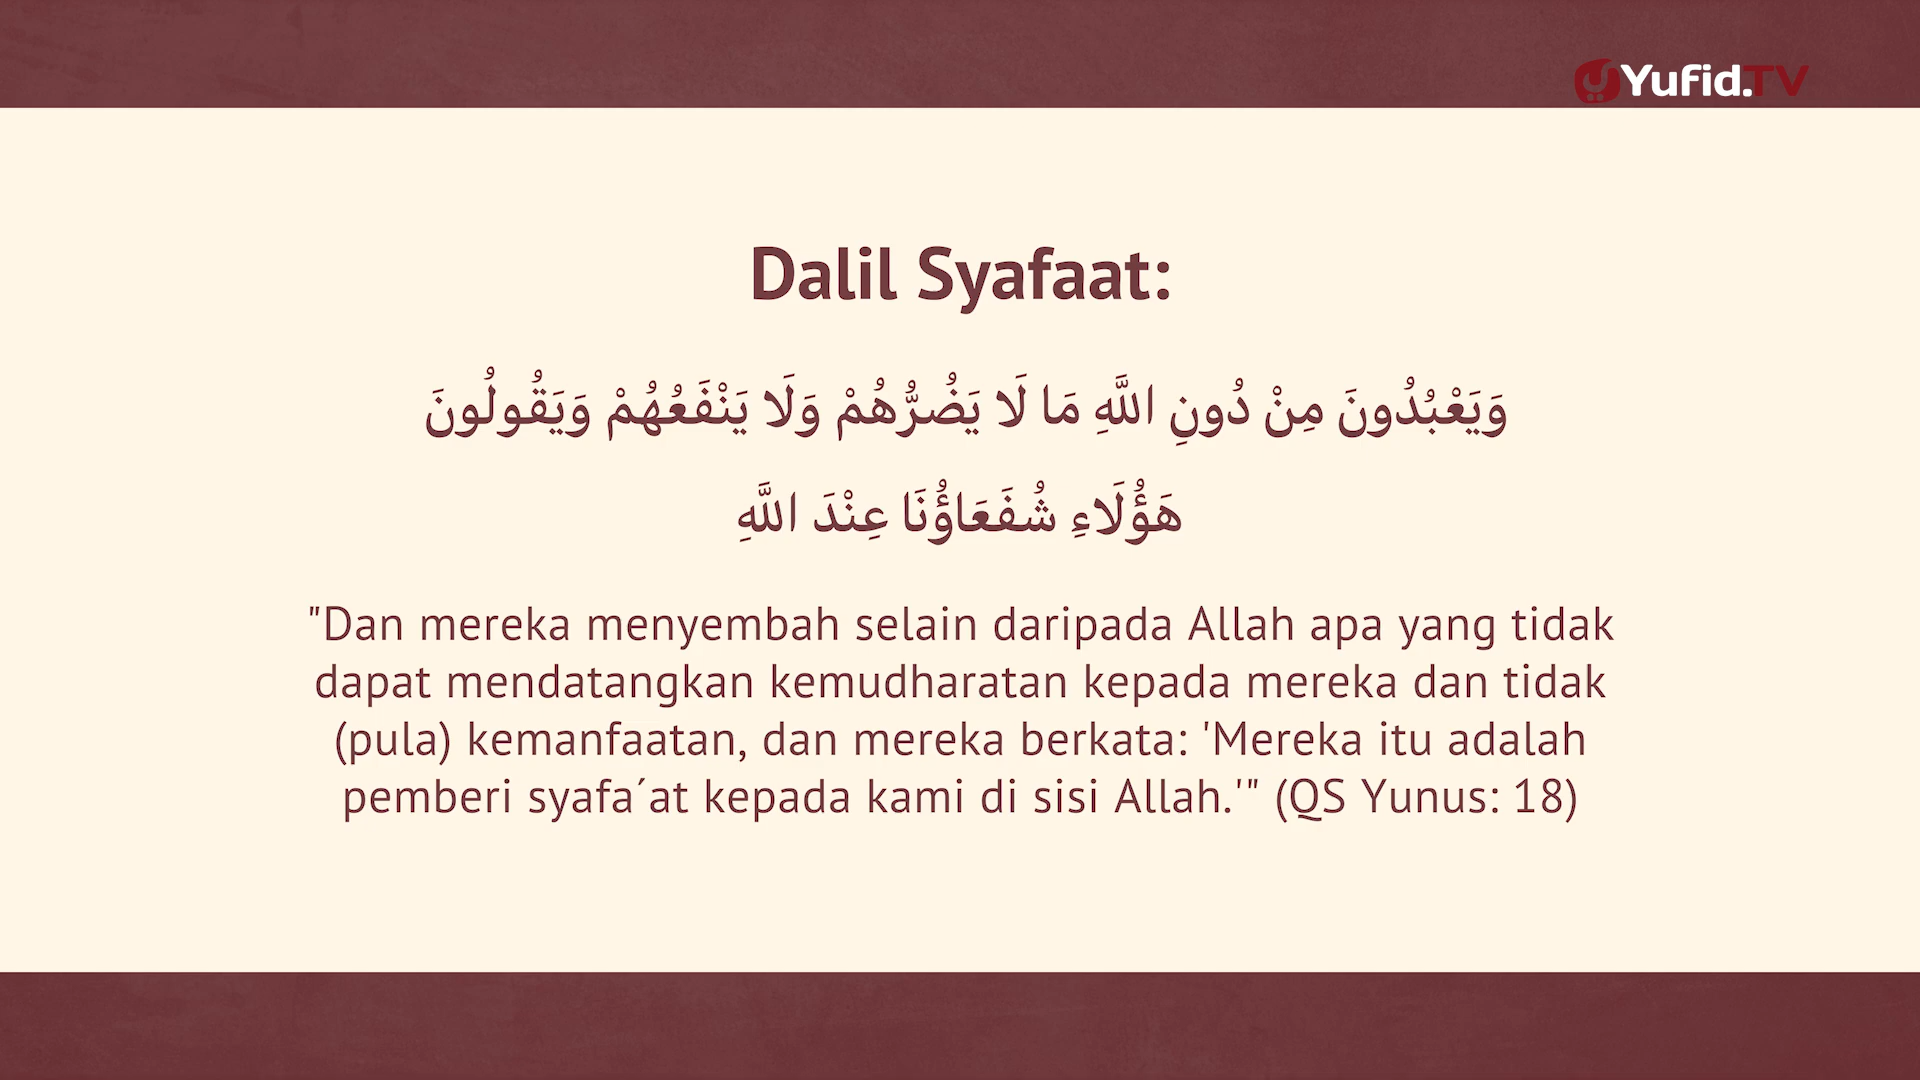 Yufid.TV
Dalil Syafaat:
وَيَعْبُدُونَ مِنْ دُونِ اللَّهِ مَا لَا يَضُرُّهُمْ وَلَا يَنْفَعُهُمْ وَيَقُولُونَ
هَؤُلَاءِ شُفَعَاؤُنَا عِنْدَ اللَّهِ
"Dan mereka menyembah selain daripada Allah apa yang tidak
dapat mendatangkan kemudharatan kepada mereka dan tidak
(pula) kemanfaatan, dan mereka berkata: 'Mereka itu adalah
pemberi syafa´at kepada kami di sisi Allah.'" (QS Yunus: 18)